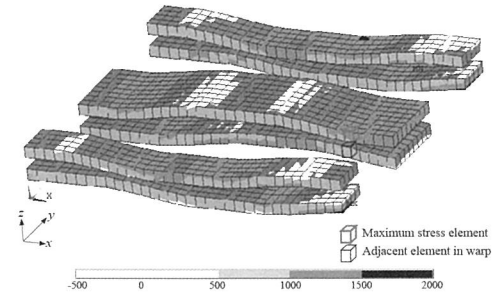 x
z
y
x
Maximum stress element
Adjacent element in warp
-500 0 500 1000 1500 2000